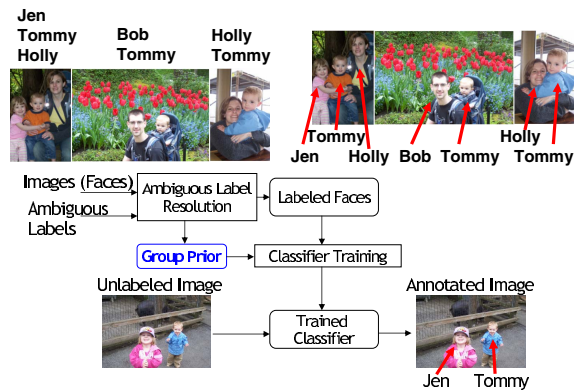 Jen
Tommy
Holly
Bob
Tommy
Holly
Tommy
Tommy
Jen
Holly
Bob
Tommy
Holly
Tommy
Images (Faces)
Ambiguous Label
Resolution
Labeled Faces
Ambiguous
Labels
Group Prior
Classifier Training
Unlabeled Image
Annotated Image
Trained
Classifier
Jen
Tommy